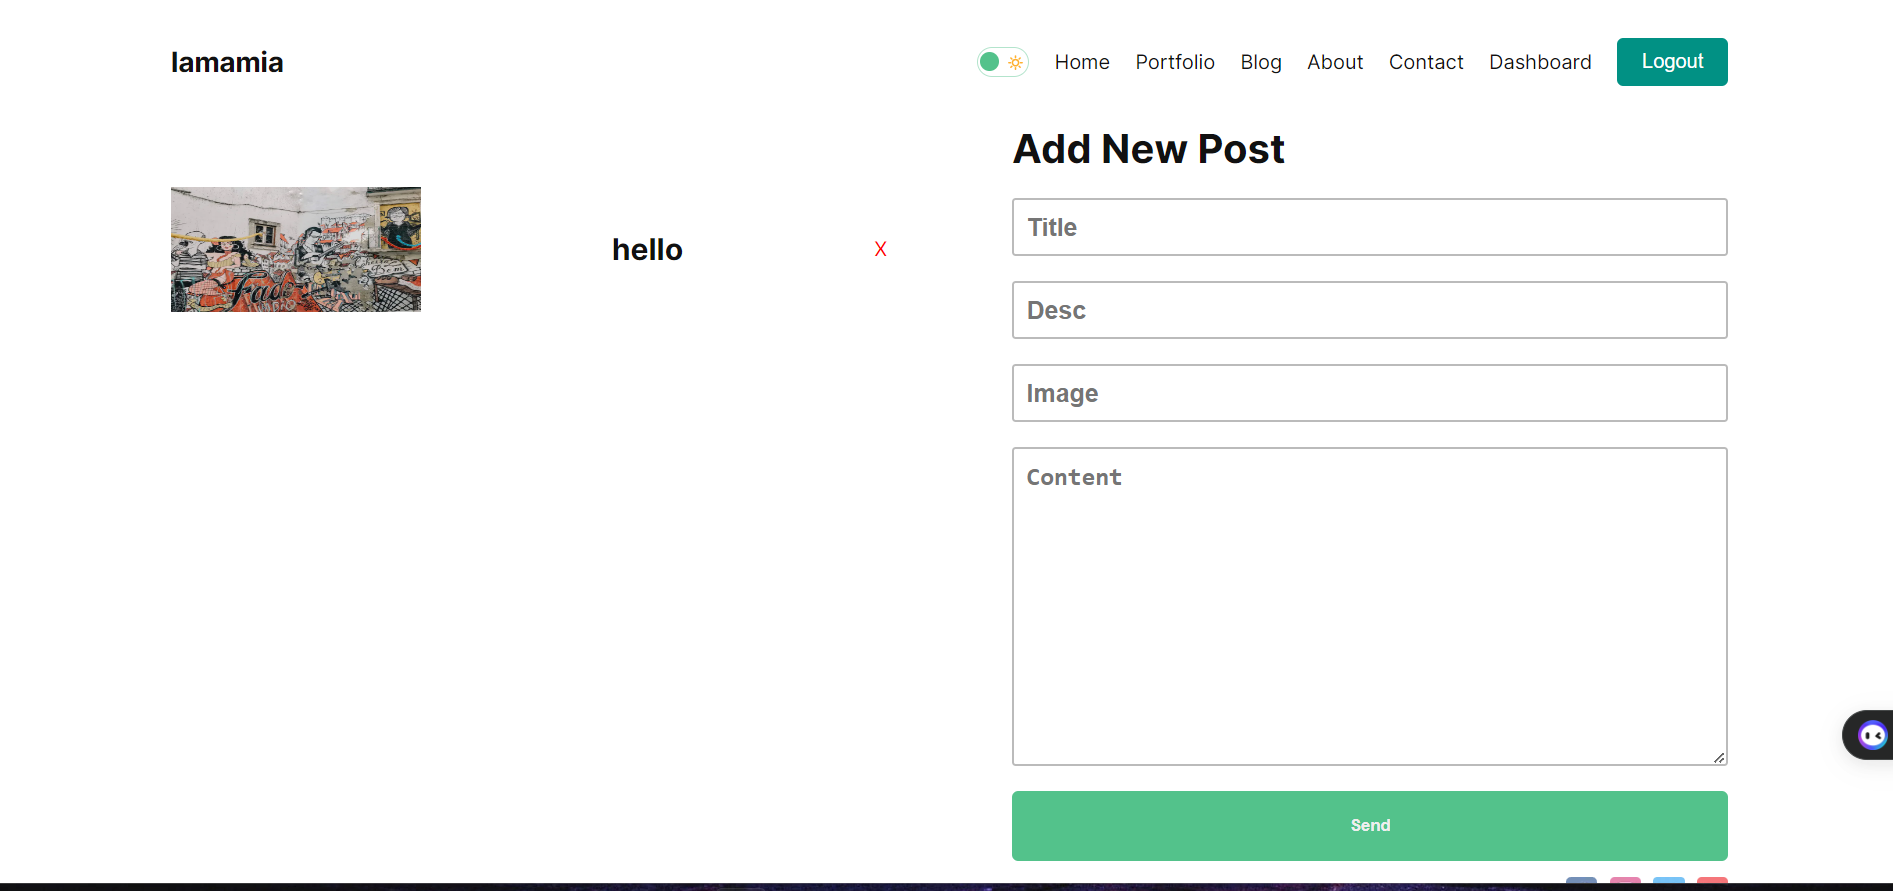 lamamia
Home Portfolio Blog About Contact Dashboard Logout
Add New Post
hello X
Title
Desc
Image
Content
Send